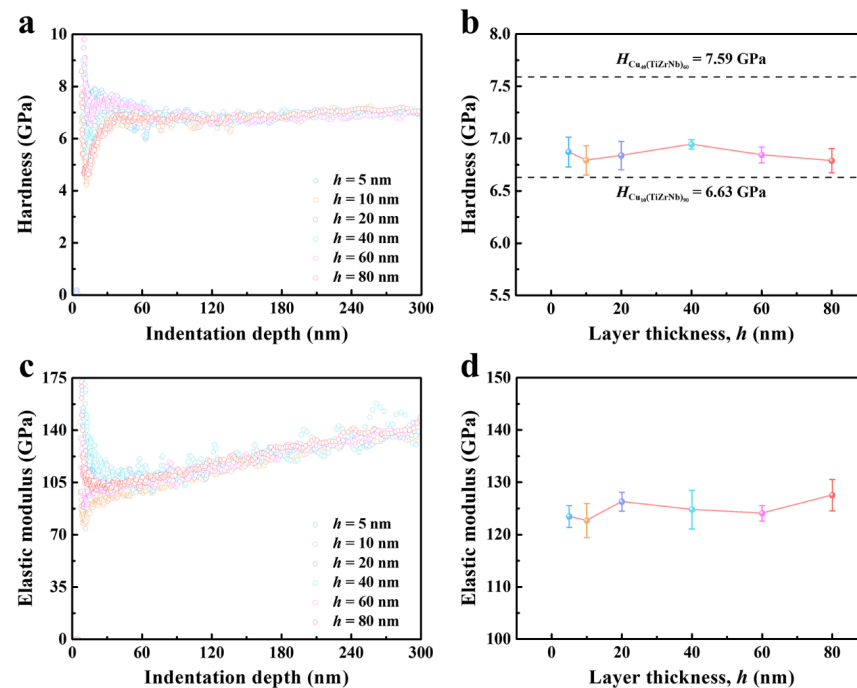 a
Hardness (GPa)
10
8
6
4
2
0
h = 5 nm
h = 10 nm
h = 20 nm
h = 40 nm
h = 60 nm
h = 80 nm
0 60 120 180 240 300
Indentation depth (nm)
b
Hardness (GPa)
8.0
7.5
7.0
6.5
6.0
5.5
H_Cu₄₀(TiZrNb)₆₀ = 7.59 GPa
H_Cu₁₀(TiZrNb)₉₀ = 6.63 GPa
0 20 40 60 80
Layer thickness, h (nm)
c
Elastic modulus (GPa)
175
140
105
75
35
0
h = 5 nm
h = 10 nm
h = 20 nm
h = 40 nm
h = 60 nm
h = 80 nm
0 60 120 180 240 300
Indentation depth (nm)
d
Elastic modulus (GPa)
150
140
130
120
110
100
0 20 40 60 80
Layer thickness, h (nm)